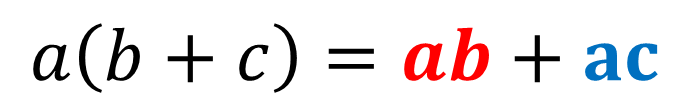 a(b + c) = ab + ac